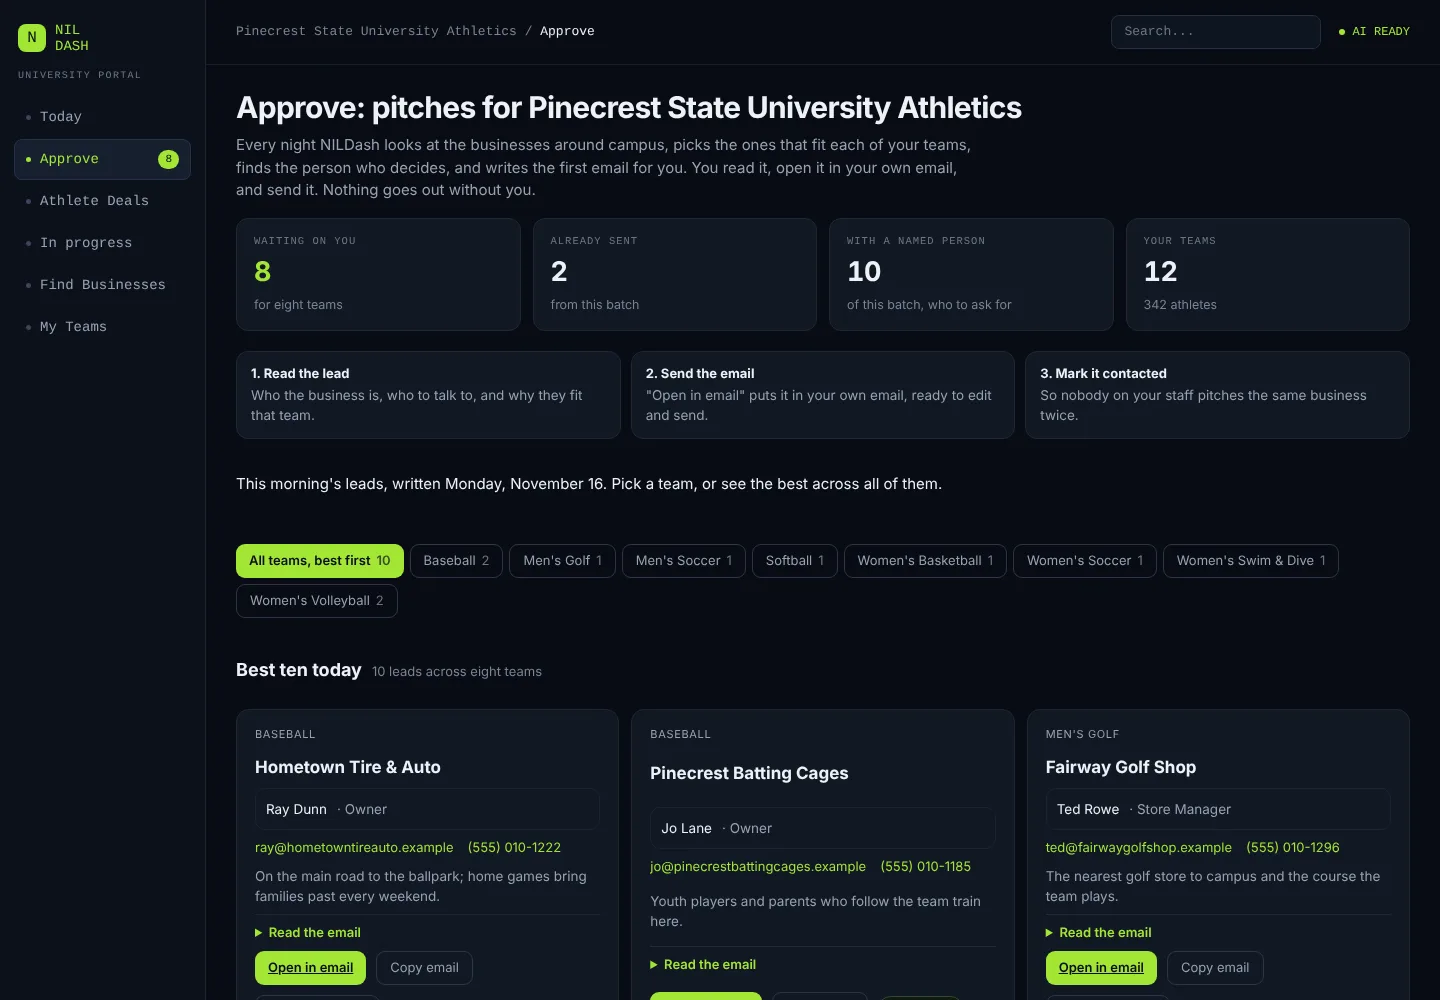 N
NIL
DASH
UNIVERSITY PORTAL
Today
Approve 8
Athlete Deals
In progress
Find Businesses
My Teams
Pinecrest State University Athletics / Approve
Search...
AI READY
Approve: pitches for Pinecrest State University Athletics
Every night NILDash looks at the businesses around campus, picks the ones that fit each of your teams,
finds the person who decides, and writes the first email for you. You read it, open it in your own email,
and send it. Nothing goes out without you.
WAITING ON YOU
8
for eight teams
ALREADY SENT
2
from this batch
WITH A NAMED PERSON
10
of this batch, who to ask for
YOUR TEAMS
12
342 athletes
1. Read the lead
Who the business is, who to talk to, and why they fit
that team.
2. Send the email
"Open in email" puts it in your own email, ready to edit
and send.
3. Mark it contacted
So nobody on your staff pitches the same business
twice.
This morning's leads, written Monday, November 16. Pick a team, or see the best across all of them.
All teams, best first 10
Baseball 2
Men's Golf 1
Men's Soccer 1
Softball 1
Women's Basketball 1
Women's Soccer 1
Women's Swim & Dive 1
Women's Volleyball 2
Best ten today 10 leads across eight teams
BASEBALL
Hometown Tire & Auto
Ray Dunn · Owner
ray@hometowntireauto.example (555) 010-1222
On the main road to the ballpark; home games bring
families past every weekend.
Read the email
Open in email
Copy email
BASEBALL
Pinecrest Batting Cages
Jo Lane · Owner
jo@pinecrestbattingcages.example (555) 010-1185
Youth players and parents who follow the team train
here.
Read the email
MEN'S GOLF
Fairway Golf Shop
Ted Rowe · Store Manager
ted@fairwaygolfshop.example (555) 010-1296
The nearest golf store to campus and the course the
team plays.
Read the email
Open in email
Copy email